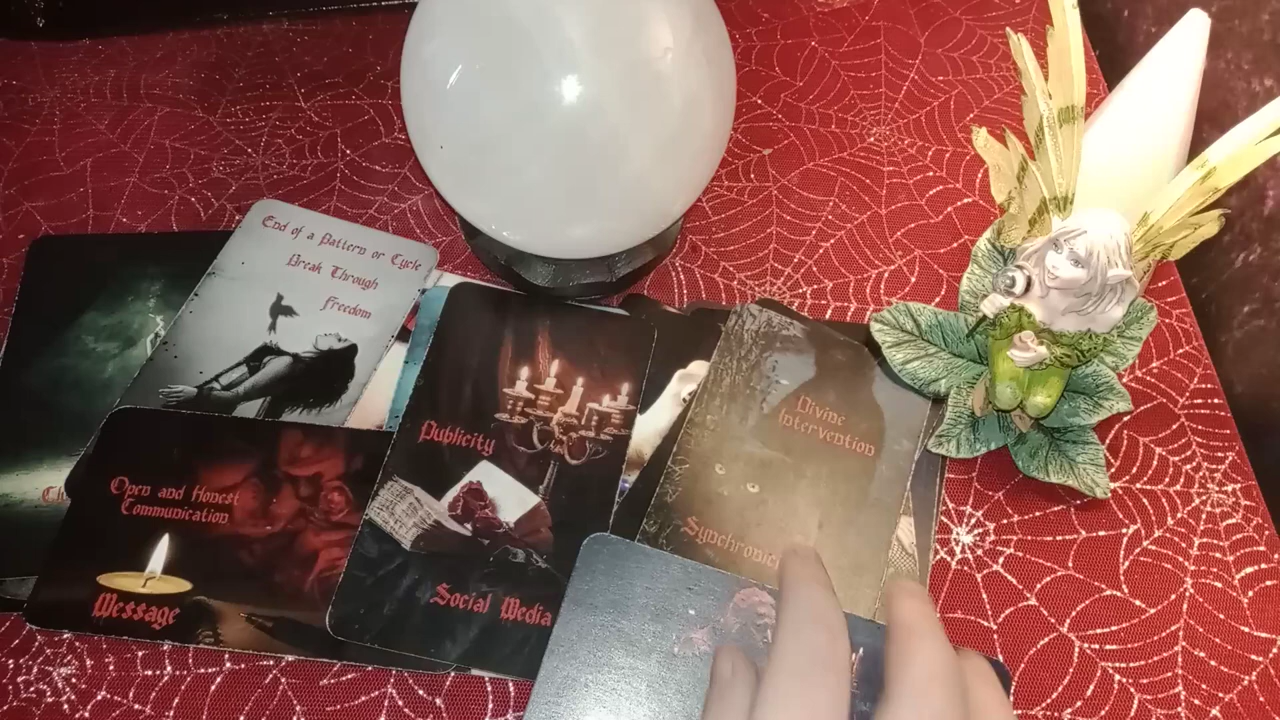 End of a Pattern or Cycle
Break Through
Freedom
Open and Honest
Communication
Message
Publicity
Social Media
Divine
Intervention